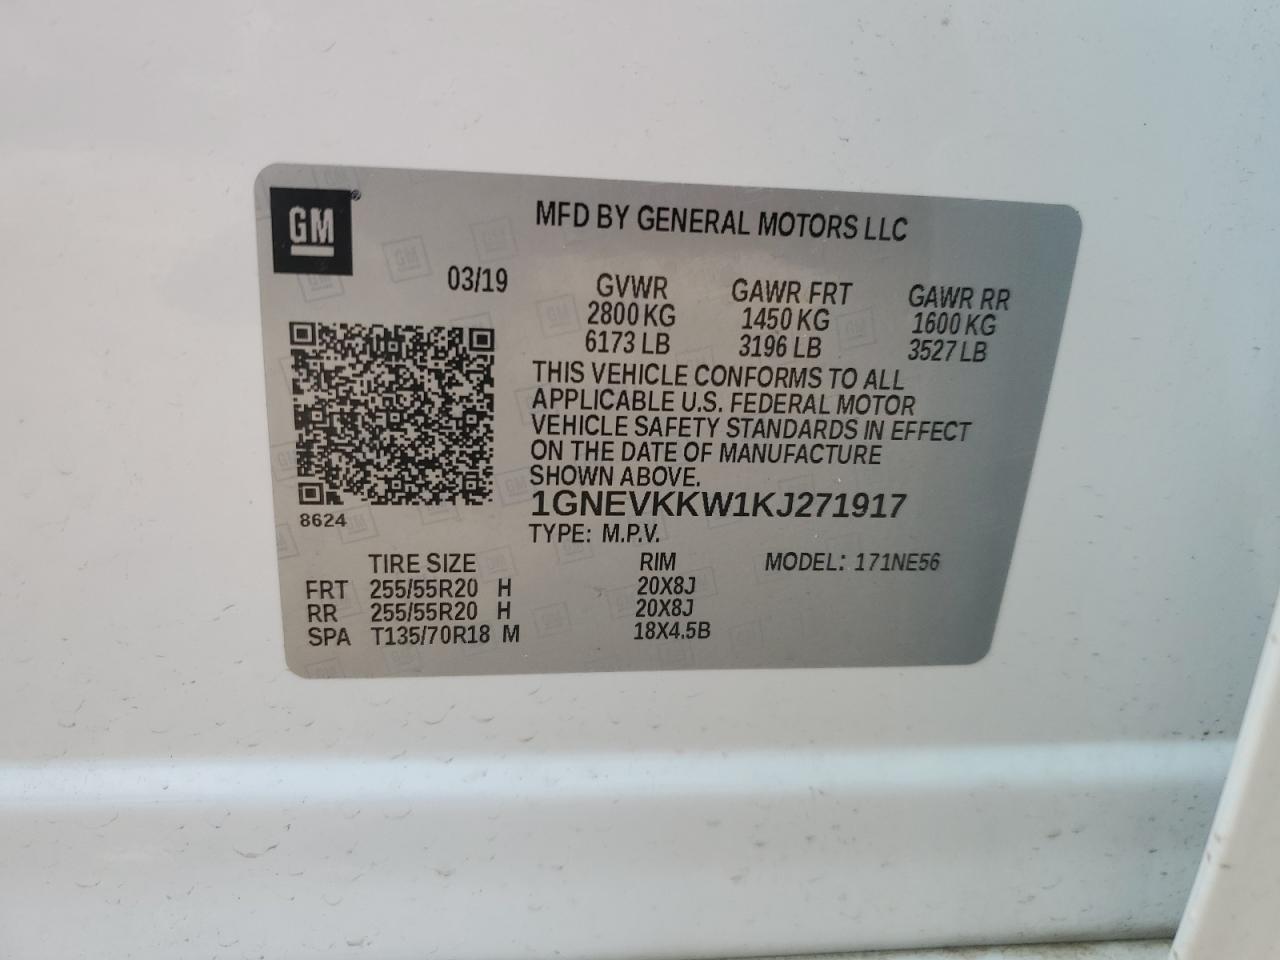 GM®
MFD BY GENERAL MOTORS LLC
03/19
GVWR GAWR FRT GAWR RR
2800 KG 1450 KG 1600 KG
6173 LB 3196 LB 3527 LB
THIS VEHICLE CONFORMS TO ALL
APPLICABLE U.S. FEDERAL MOTOR
VEHICLE SAFETY STANDARDS IN EFFECT
ON THE DATE OF MANUFACTURE
SHOWN ABOVE.
1GNEVKKW1KJ271917
8624
TYPE: M.P.V.
TIRE SIZE RIM MODEL: 171NE56
FRT 255/55R20 H 20X8J
RR 255/55R20 H 20X8J
SPA T135/70R18 M 18X4.5B